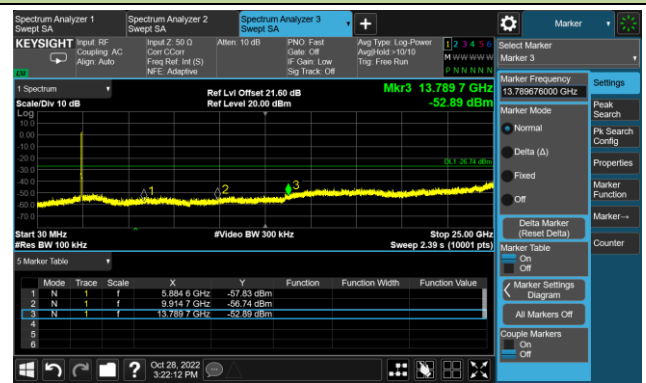 Spectrum Analyzer 1
Swept SA
Spectrum Analyzer 2
Swept SA
Spectrum Analyzer 3
Swept SA
Marker
KEYSIGHT
Input: RF
Coupling: AC
Align: Auto
Input Z: 50 Ω
Corr CCorr
Freq Ref: Int (S)
NFE: Adaptive
Atten: 10 dB
PNO: Fast
Gate: Off
IF Gain: Low
Sig Track: Off
Avg Type: Log-Power
Avg|Hold:>10/10
Trig: Free Run
1 2 3 4 5 6
M W W W W W
P N N N N N
Select Marker
Marker 3
LXI
1 Spectrum
Scale/Div 10 dB
Ref Lvl Offset 21.60 dB
Ref Level 20.00 dBm
Mkr3 13.789 7 GHz
-52.89 dBm
Log
10.0
0.00
-10.0
-20.0
-30.0
-40.0
-50.0
-60.0
-70.0
DL1 -26.74 dBm
1
2
3
Start 30 MHz
#Res BW 100 kHz
#Video BW 300 kHz
Stop 25.00 GHz
Sweep 2.39 s (10001 pts)
5 Marker Table
Mode Trace Scale X Y Function Function Width Function Value
1 N 1 f 5.884 6 GHz -57.83 dBm
2 N 1 f 9.914 7 GHz -56.74 dBm
3 N 1 f 13.789 7 GHz -52.89 dBm
4
5
6
Marker Frequency
13.789676000 GHz
Marker Mode
Normal
Delta (Δ)
Fixed
Off
Delta Marker
(Reset Delta)
Marker Table
On
Off
Marker Settings
Diagram
All Markers Off
Couple Markers
On
Off
Settings
Peak
Search
Pk Search
Config
Properties
Marker
Function
Marker→
Counter
Oct 28, 2022
3:22:12 PM